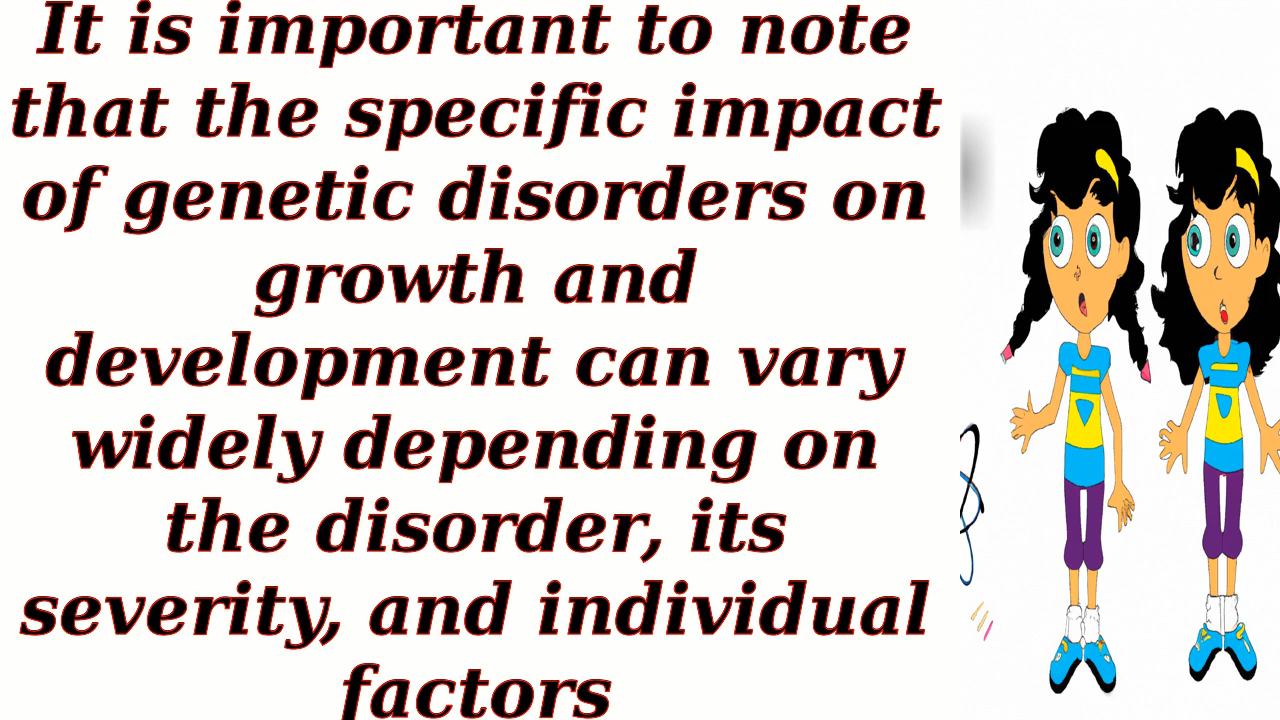 It is important to note
that the specific impact
of genetic disorders on
growth and
development can vary
widely depending on
the disorder, its
severity, and individual
factors